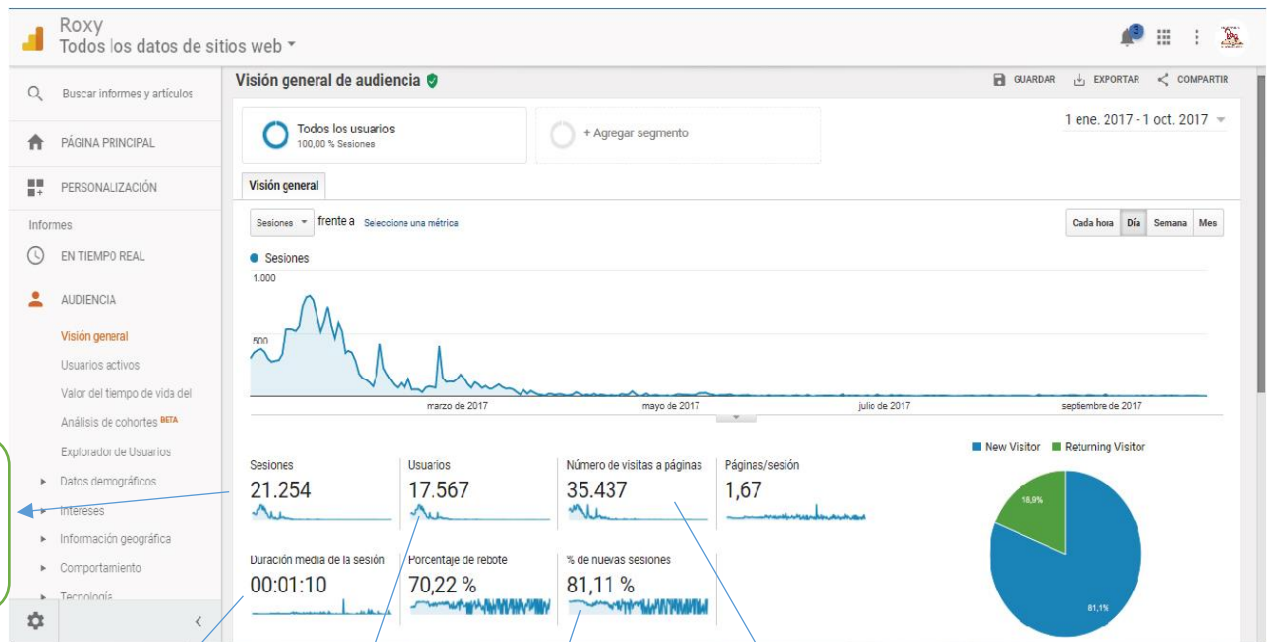 Roxy
Todos los datos de sitios web
3
Buscar informes y artículos
PÁGINA PRINCIPAL
PERSONALIZACIÓN
Informes
EN TIEMPO REAL
AUDIENCIA
Visión general
Usuarios activos
Valor del tiempo de vida del
Análisis de cohortes BETA
Explorador de Usuarios
Datos demográficos
Intereses
Información geográfica
Comportamiento
Tecnología
Visión general de audiencia
GUARDAR EXPORTAR COMPARTIR
Todos los usuarios
100,00 % Sesiones
+ Agregar segmento
1 ene. 2017 - 1 oct. 2017
Visión general
Sesiones frente a Seleccione una métrica
Cada hora Día Semana Mes
Sesiones
1.000
500
marzo de 2017 mayo de 2017 julio de 2017 septiembre de 2017
New Visitor Returning Visitor
Sesiones
21.254
Usuarios
17.567
Número de visitas a páginas
35.437
Páginas/sesión
1,67
Duración media de la sesión
00:01:10
Porcentaje de rebote
70,22 %
% de nuevas sesiones
81,11 %
18,9%
81,1%